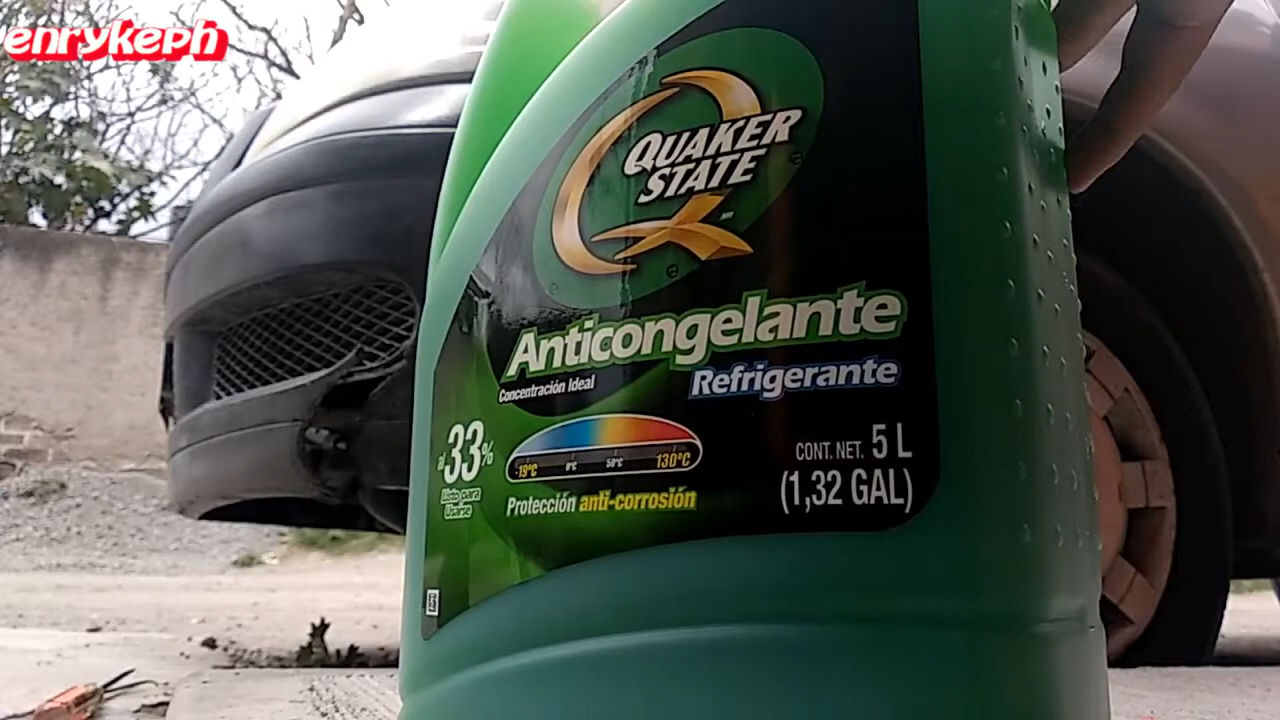 enrykeph
QUAKER
STATE
Anticongelante
Concentración Ideal
Refrigerante
al 33%
Listo para
Usarse
-19°C 0°C 50°C 130°C
Protección anti-corrosión
CONT. NET. 5 L
(1,32 GAL)